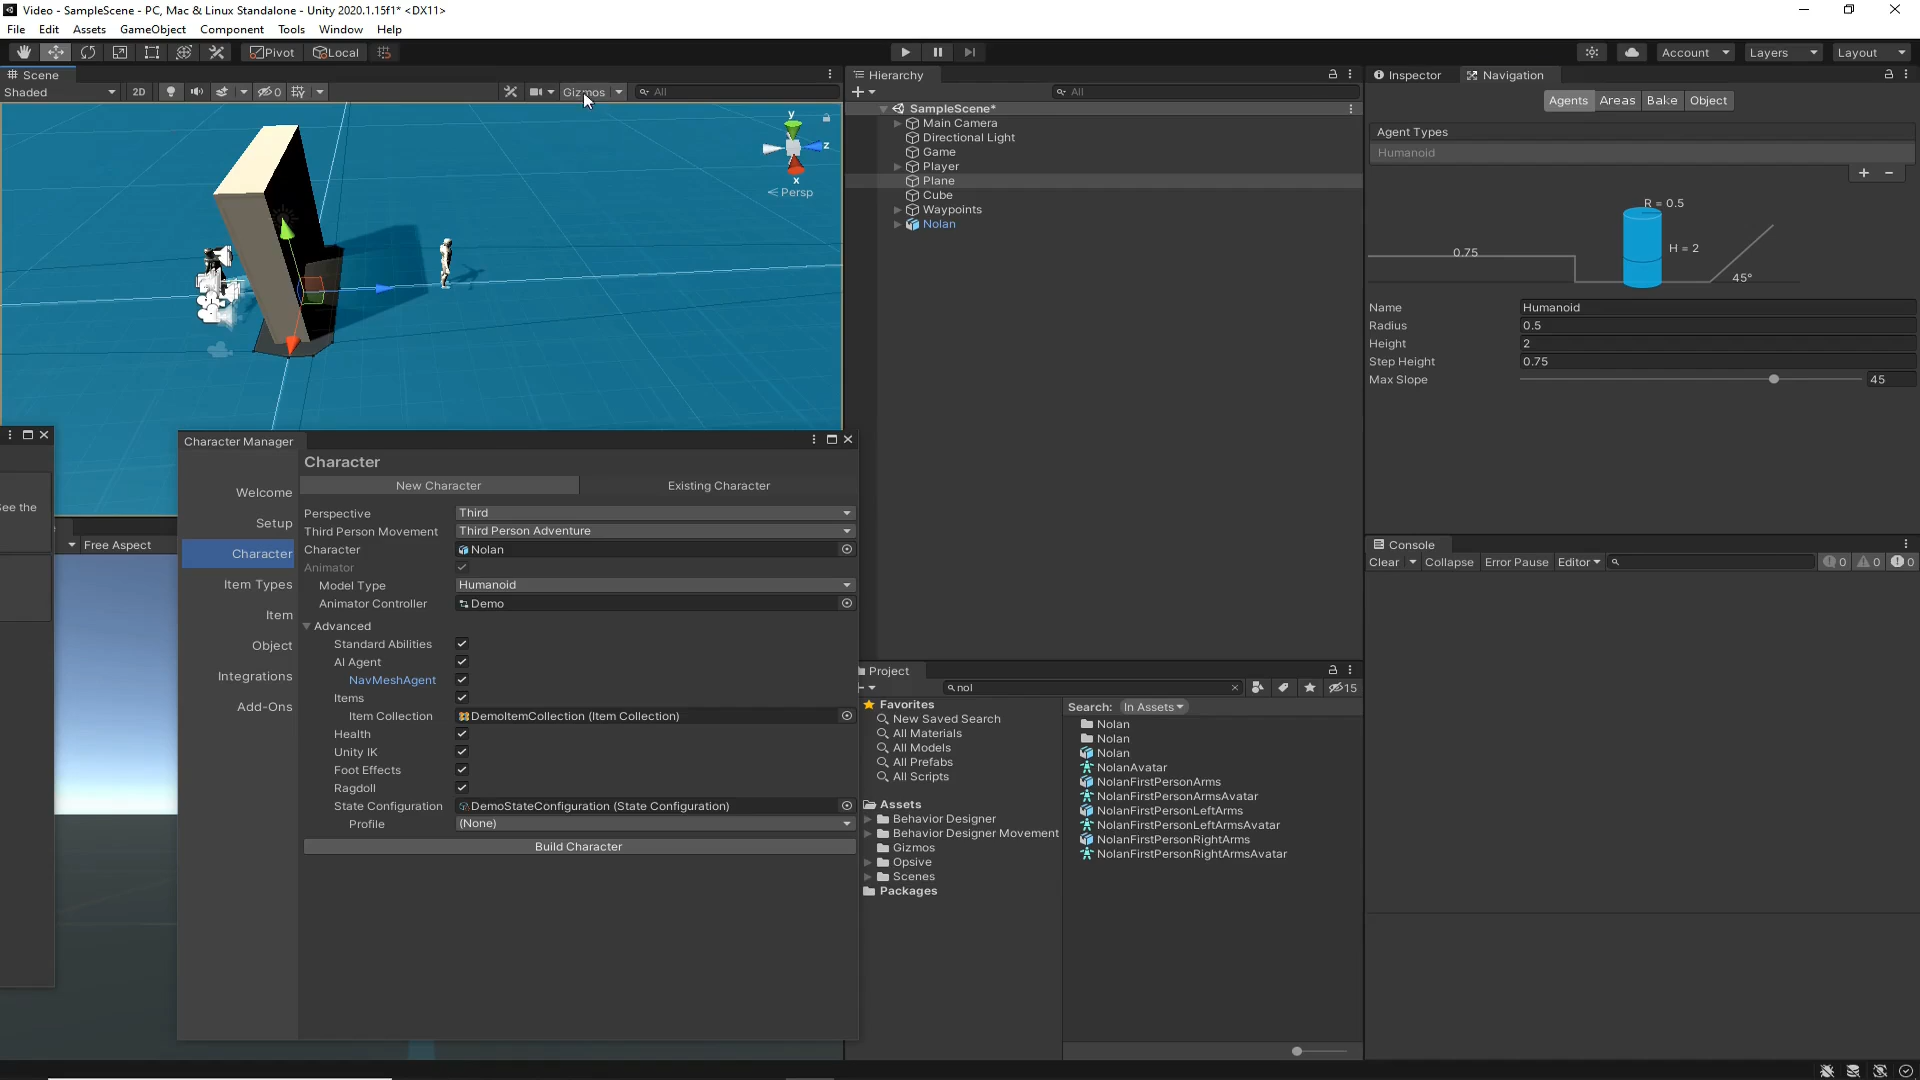 Video - SampleScene - PC, Mac & Linux Standalone - Unity 2020.1.15f1* <DX11>
File Edit Assets GameObject Component Tools Window Help
Pivot Local Account Layers Layout
Scene
Shaded 2D 0 Gizmos All
y
z
x
Persp
Hierarchy
All
SampleScene*
Main Camera
Directional Light
Game
Player
Plane
Cube
Waypoints
Nolan
Inspector Navigation
Agents Areas Bake Object
Agent Types
Humanoid
R = 0.5
H = 2
0.75
45°
Name Humanoid
Radius 0.5
Height 2
Step Height 0.75
Max Slope 45
ee the
Free Aspect
Character Manager
Welcome
Setup
Character
Item Types
Item
Object
Integrations
Add-Ons
Character
New Character Existing Character
Perspective Third
Third Person Movement Third Person Adventure
Character Nolan
Animator
Model Type Humanoid
Animator Controller Demo
Advanced
Standard Abilities
AI Agent
NavMeshAgent
Items
Item Collection DemoItemCollection (Item Collection)
Health
Unity IK
Foot Effects
Ragdoll
State Configuration DemoStateConfiguration (State Configuration)
Profile (None)
Build Character
Project
nol 15
Favorites
New Saved Search
All Materials
All Models
All Prefabs
All Scripts
Assets
Behavior Designer
Behavior Designer Movement
Gizmos
Opsive
Scenes
Packages
Search: In Assets
Nolan
Nolan
Nolan
NolanAvatar
NolanFirstPersonArms
NolanFirstPersonArmsAvatar
NolanFirstPersonLeftArms
NolanFirstPersonLeftArmsAvatar
NolanFirstPersonRightArms
NolanFirstPersonRightArmsAvatar
Console
Clear Collapse Error Pause Editor 0 0 0